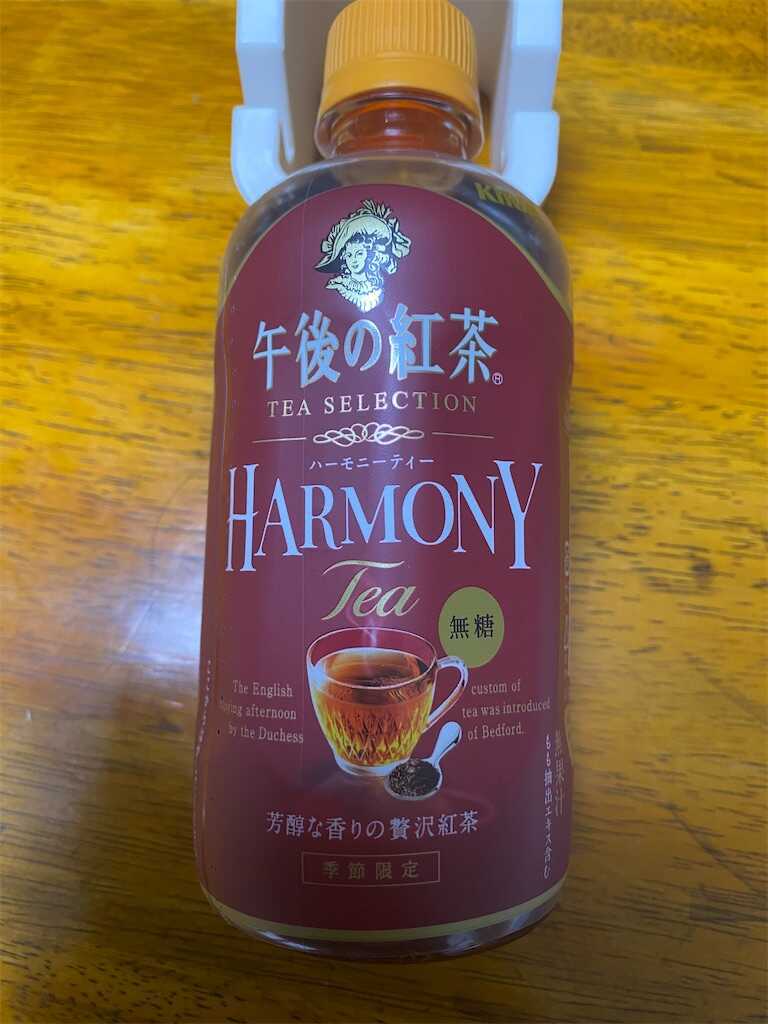 午後の紅茶
TEA SELECTION
ハーモニーティー
HARMONY
Tea
無糖
The English custom of
afternoon tea was introduced
by the Duchess of Bedford.
無果汁
もも抽出エキス含む
芳醇な香りの贅沢紅茶
季節限定